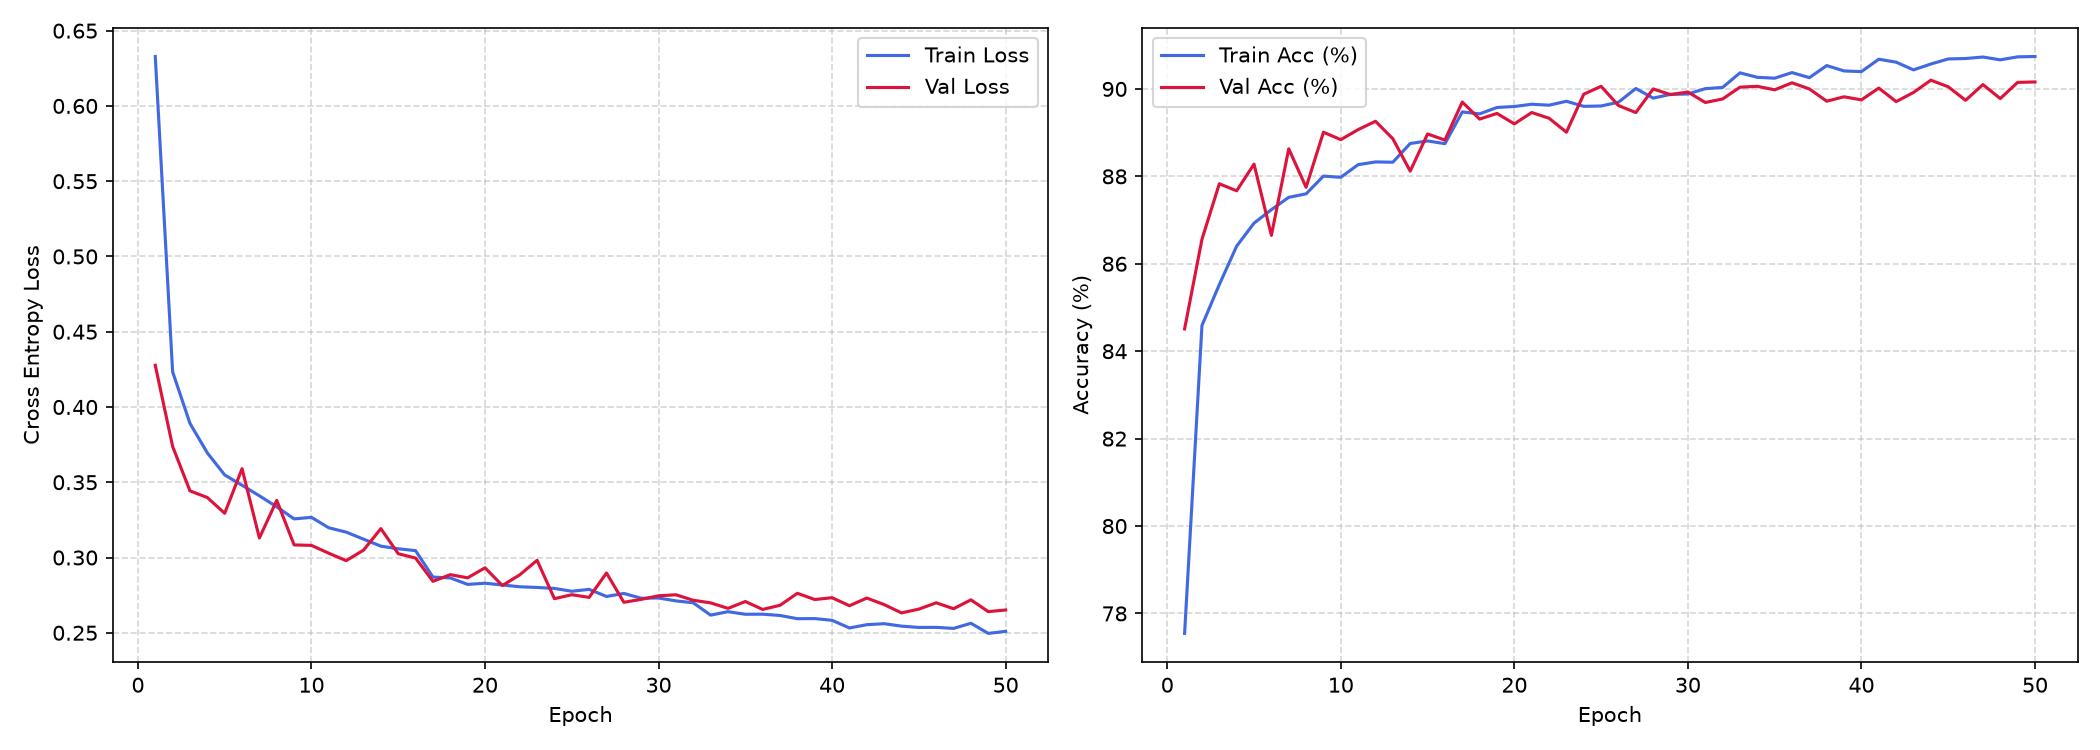 0.65
0.60
0.55
0.50
0.45
0.40
0.35
0.30
0.25
Cross Entropy Loss
Train Loss
Val Loss
0 10 20 30 40 50
Epoch
90
88
86
84
82
80
78
Accuracy (%)
Train Acc (%)
Val Acc (%)
0 10 20 30 40 50
Epoch